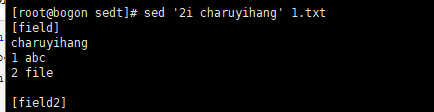 [root@bogon sedt]# sed '2i charuyihang' 1.txt
[field]
charuyihang
1 abc
2 file
[field2]